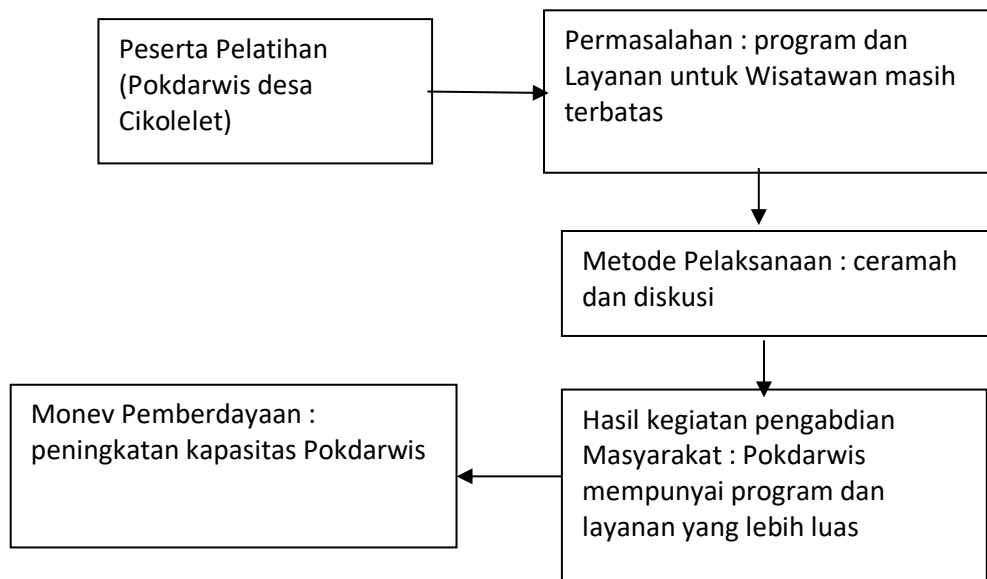 Peserta Pelatihan
(Pokdarwis desa
Cikolelet)
Permasalahan : program dan
Layanan untuk Wisatawan masih
terbatas
Metode Pelaksanaan : ceramah
dan diskusi
Hasil kegiatan pengabdian
Masyarakat : Pokdarwis
mempunyai program dan
layanan yang lebih luas
Monev Pemberdayaan :
peningkatan kapasitas Pokdarwis